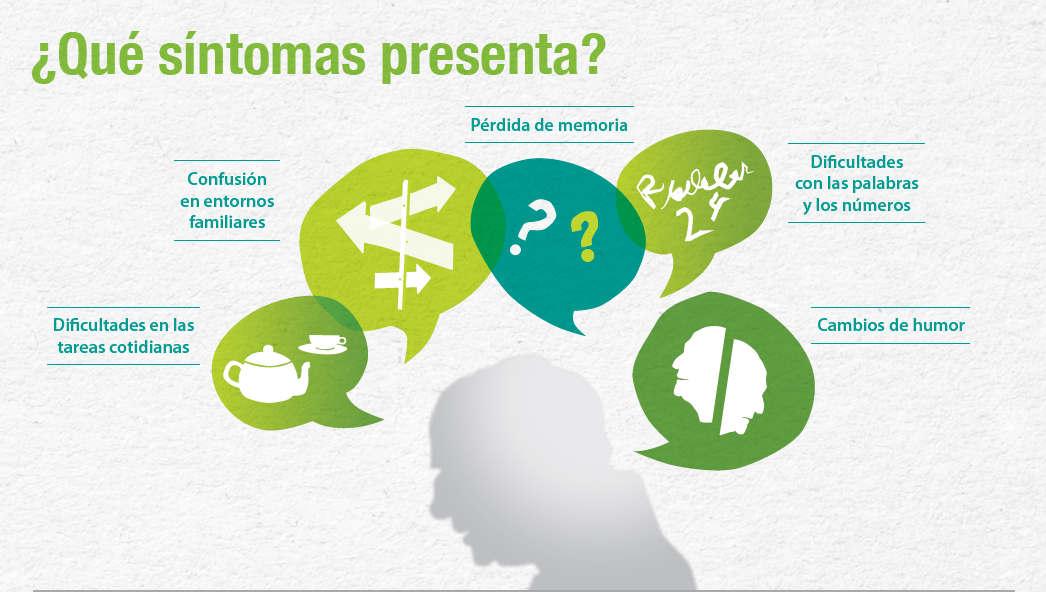 ¿Qué síntomas presenta?
Pérdida de memoria
Confusión
en entornos
familiares
Dificultades
con las palabras
y los números
Dificultades en las
tareas cotidianas
Cambios de humor
? ?
24